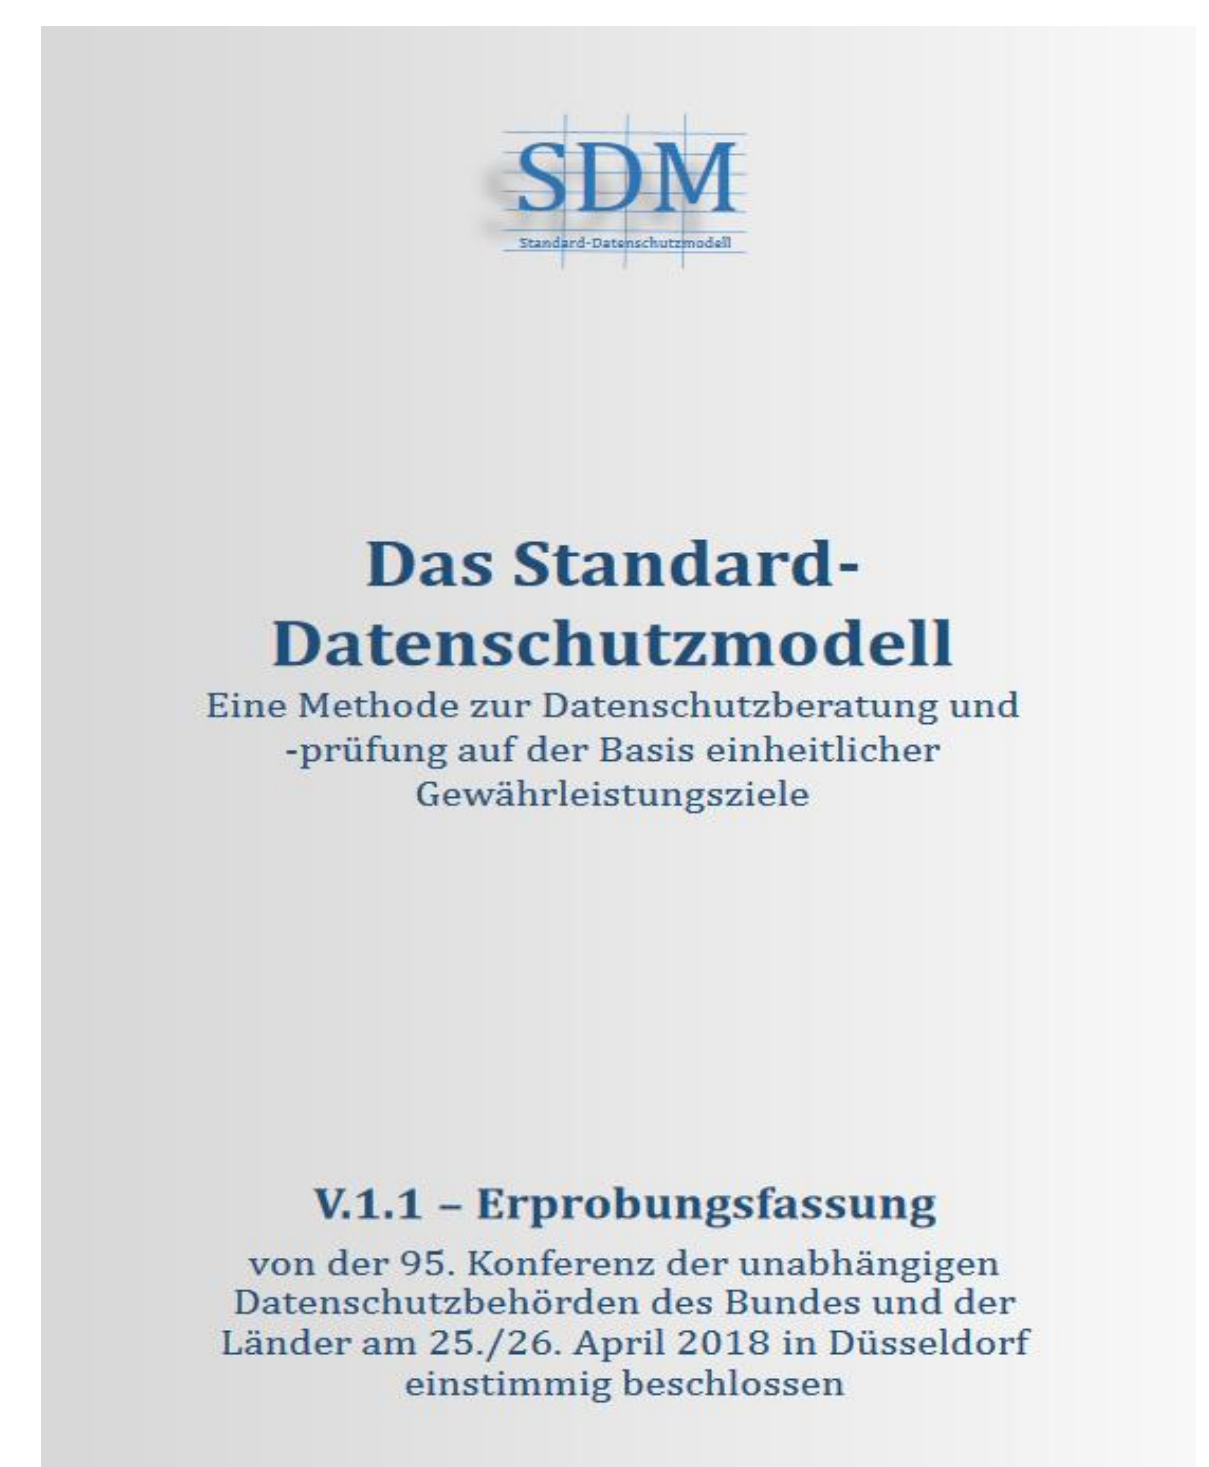 SDM
Standard-Datenschutzmodell
Das Standard-
Datenschutzmodell
Eine Methode zur Datenschutzberatung und
-prüfung auf der Basis einheitlicher
Gewährleistungsziele
V.1.1 – Erprobungsfassung
von der 95. Konferenz der unabhängigen
Datenschutzbehörden des Bundes und der
Länder am 25./26. April 2018 in Düsseldorf
einstimmig beschlossen